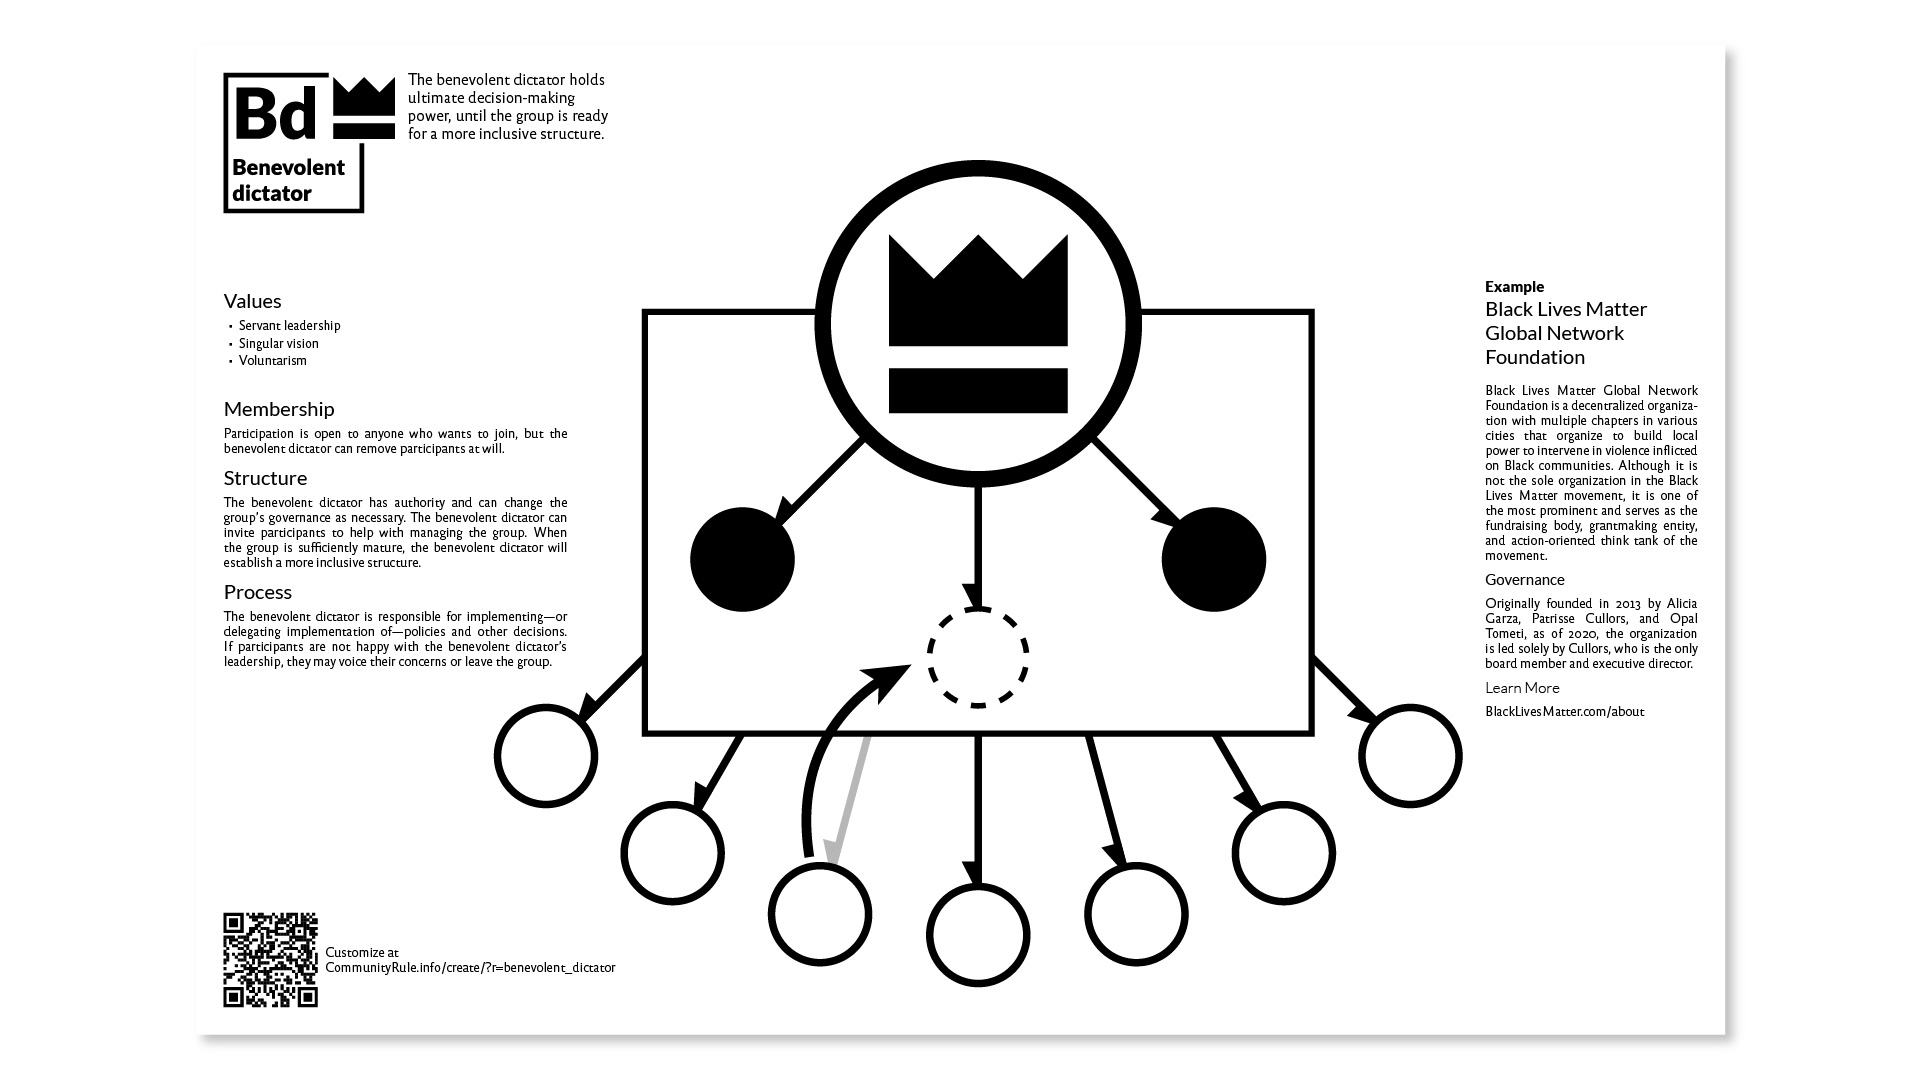 Bd
Benevolent
dictator
The benevolent dictator holds
ultimate decision-making
power, until the group is ready
for a more inclusive structure.
Values
• Servant leadership
• Singular vision
• Voluntarism
Membership
Participation is open to anyone who wants to join, but the
benevolent dictator can remove participants at will.
Structure
The benevolent dictator has authority and can change the
group's governance as necessary. The benevolent dictator can
invite participants to help with managing the group. When
the group is sufficiently mature, the benevolent dictator will
establish a more inclusive structure.
Process
The benevolent dictator is responsible for implementing—or
delegating implementation of—policies and other decisions.
If participants are not happy with the benevolent dictator's
leadership, they may voice their concerns or leave the group.
Customize at
CommunityRule.info/create/?r=benevolent_dictator
Example
Black Lives Matter
Global Network
Foundation
Black Lives Matter Global Network
Foundation is a decentralized organiza-
tion with multiple chapters in various
cities that organize to build local
power to intervene in violence inflicted
on Black communities. Although it is
not the sole organization in the Black
Lives Matter movement, it is one of
the most prominent and serves as the
fundraising body, grantmaking entity,
and action-oriented think tank of the
movement.
Governance
Originally founded in 2013 by Alicia
Garza, Patrisse Cullors, and Opal
Tometi, as of 2020, the organization
is led solely by Cullors, who is the only
board member and executive director.
Learn More
BlackLivesMatter.com/about